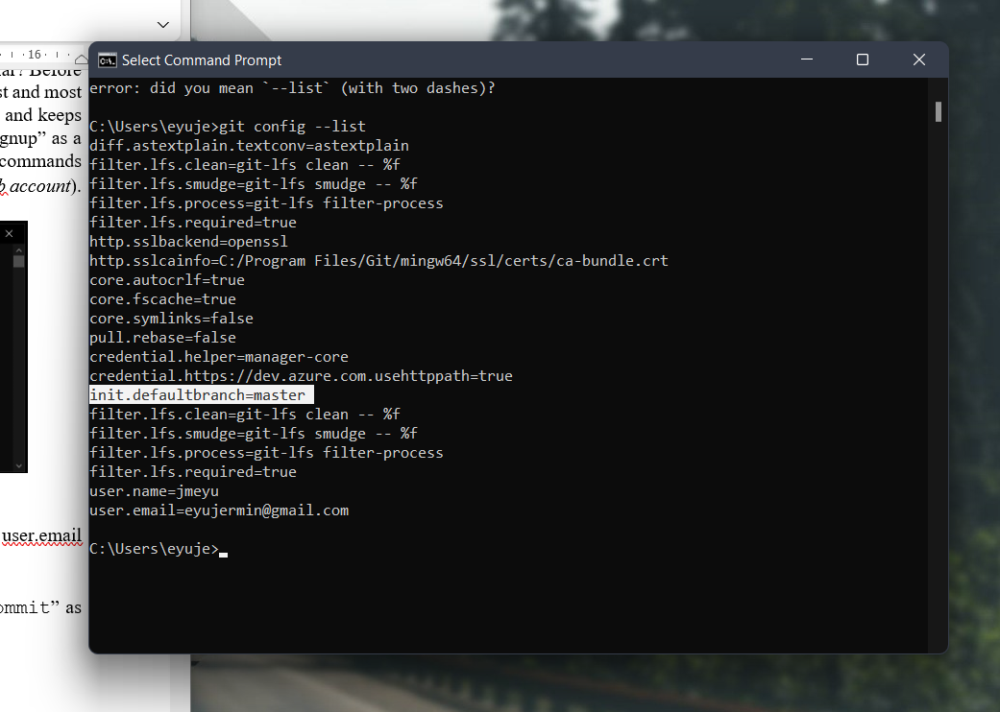 16
Select Command Prompt
error: did you mean `--list` (with two dashes)?
C:\Users\eyuje>git config --list
diff.astextplain.textconv=astextplain
filter.lfs.clean=git-lfs clean -- %f
filter.lfs.smudge=git-lfs smudge -- %f
filter.lfs.process=git-lfs filter-process
filter.lfs.required=true
http.sslbackend=openssl
http.sslcainfo=C:/Program Files/Git/mingw64/ssl/certs/ca-bundle.crt
core.autocrlf=true
core.fscache=true
core.symlinks=false
pull.rebase=false
credential.helper=manager-core
credential.https://dev.azure.com.usehttppath=true
init.defaultbranch=master
filter.lfs.clean=git-lfs clean -- %f
filter.lfs.smudge=git-lfs smudge -- %f
filter.lfs.process=git-lfs filter-process
filter.lfs.required=true
user.name=jmeyu
user.email=eyujermin@gmail.com
C:\Users\eyuje>
Before
and most
and keeps
as a
commands
account).
user.email
as